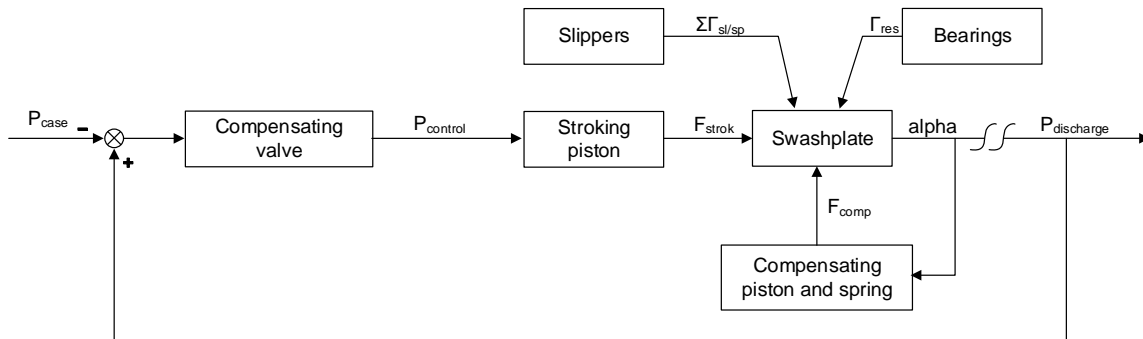 Slippers
ΣΓsl/sp
Γres
Bearings
Pcase
-
+
Compensating
valve
Pcontrol
Stroking
piston
Fstrok
Swashplate
alpha
Pdischarge
Fcomp
Compensating
piston and spring